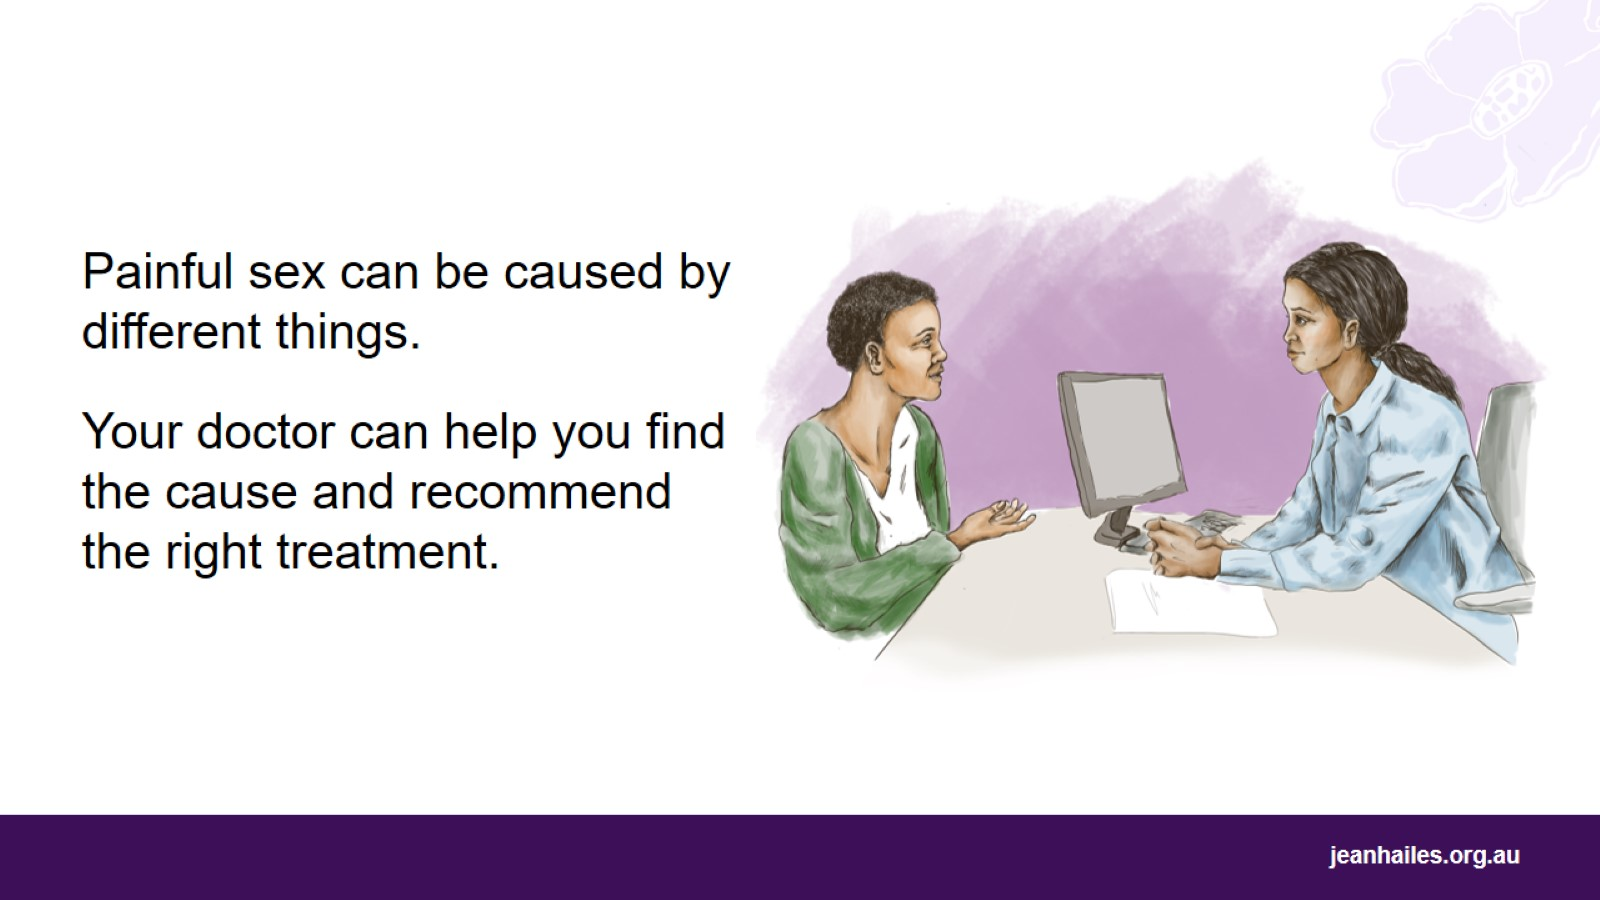 Painful sex can be caused by
different things.
Your doctor can help you find
the cause and recommend
the right treatment.
jeanhailes.org.au